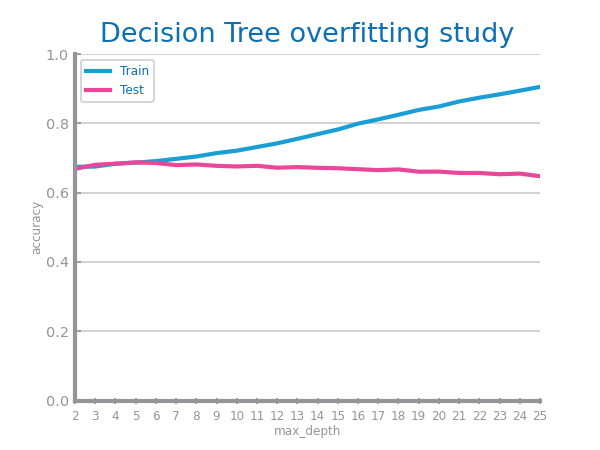 Decision Tree overfitting study
1.0
Train
Test
0.8
0.6
accuracy
0.4
0.2
0.0
2 3 4 5 6 7 8 9 10 11 12 13 14 15 16 17 18 19 20 21 22 23 24 25
max_depth